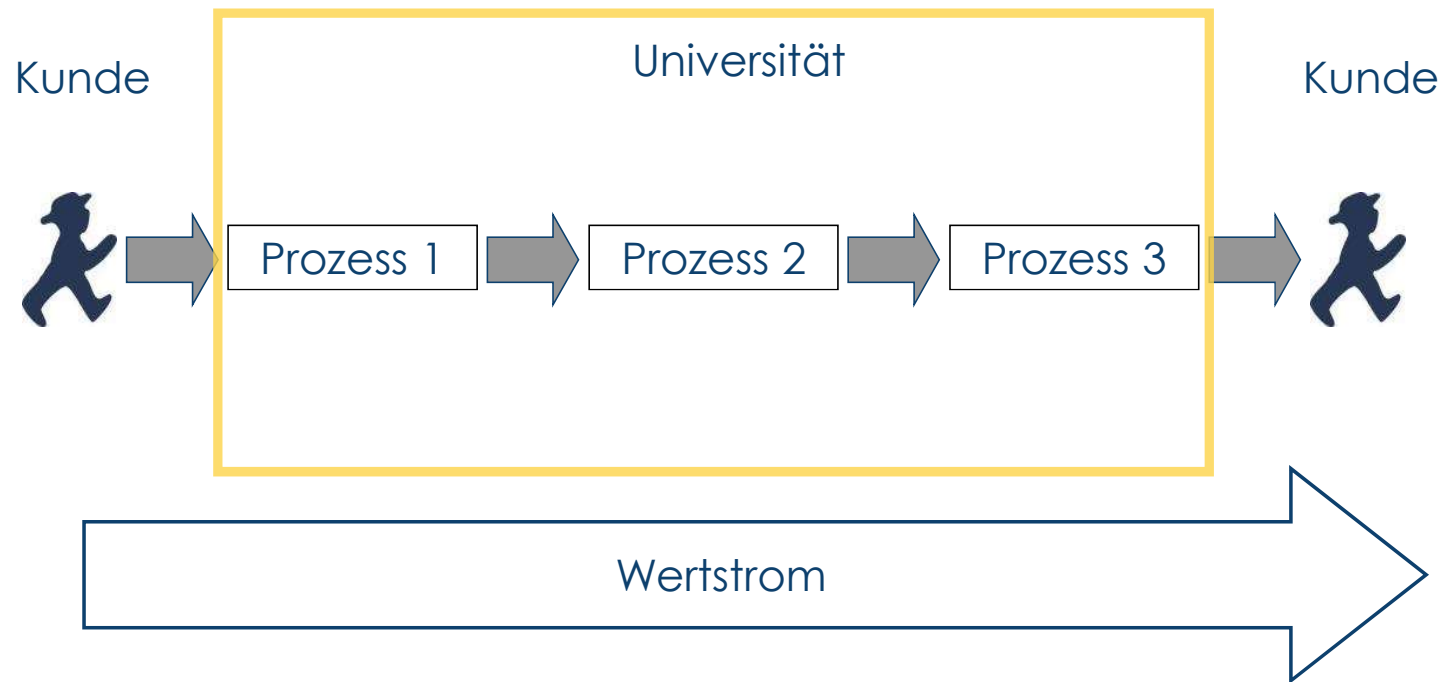 Universität
Kunde
Kunde
Prozess 1
Prozess 2
Prozess 3
Wertstrom